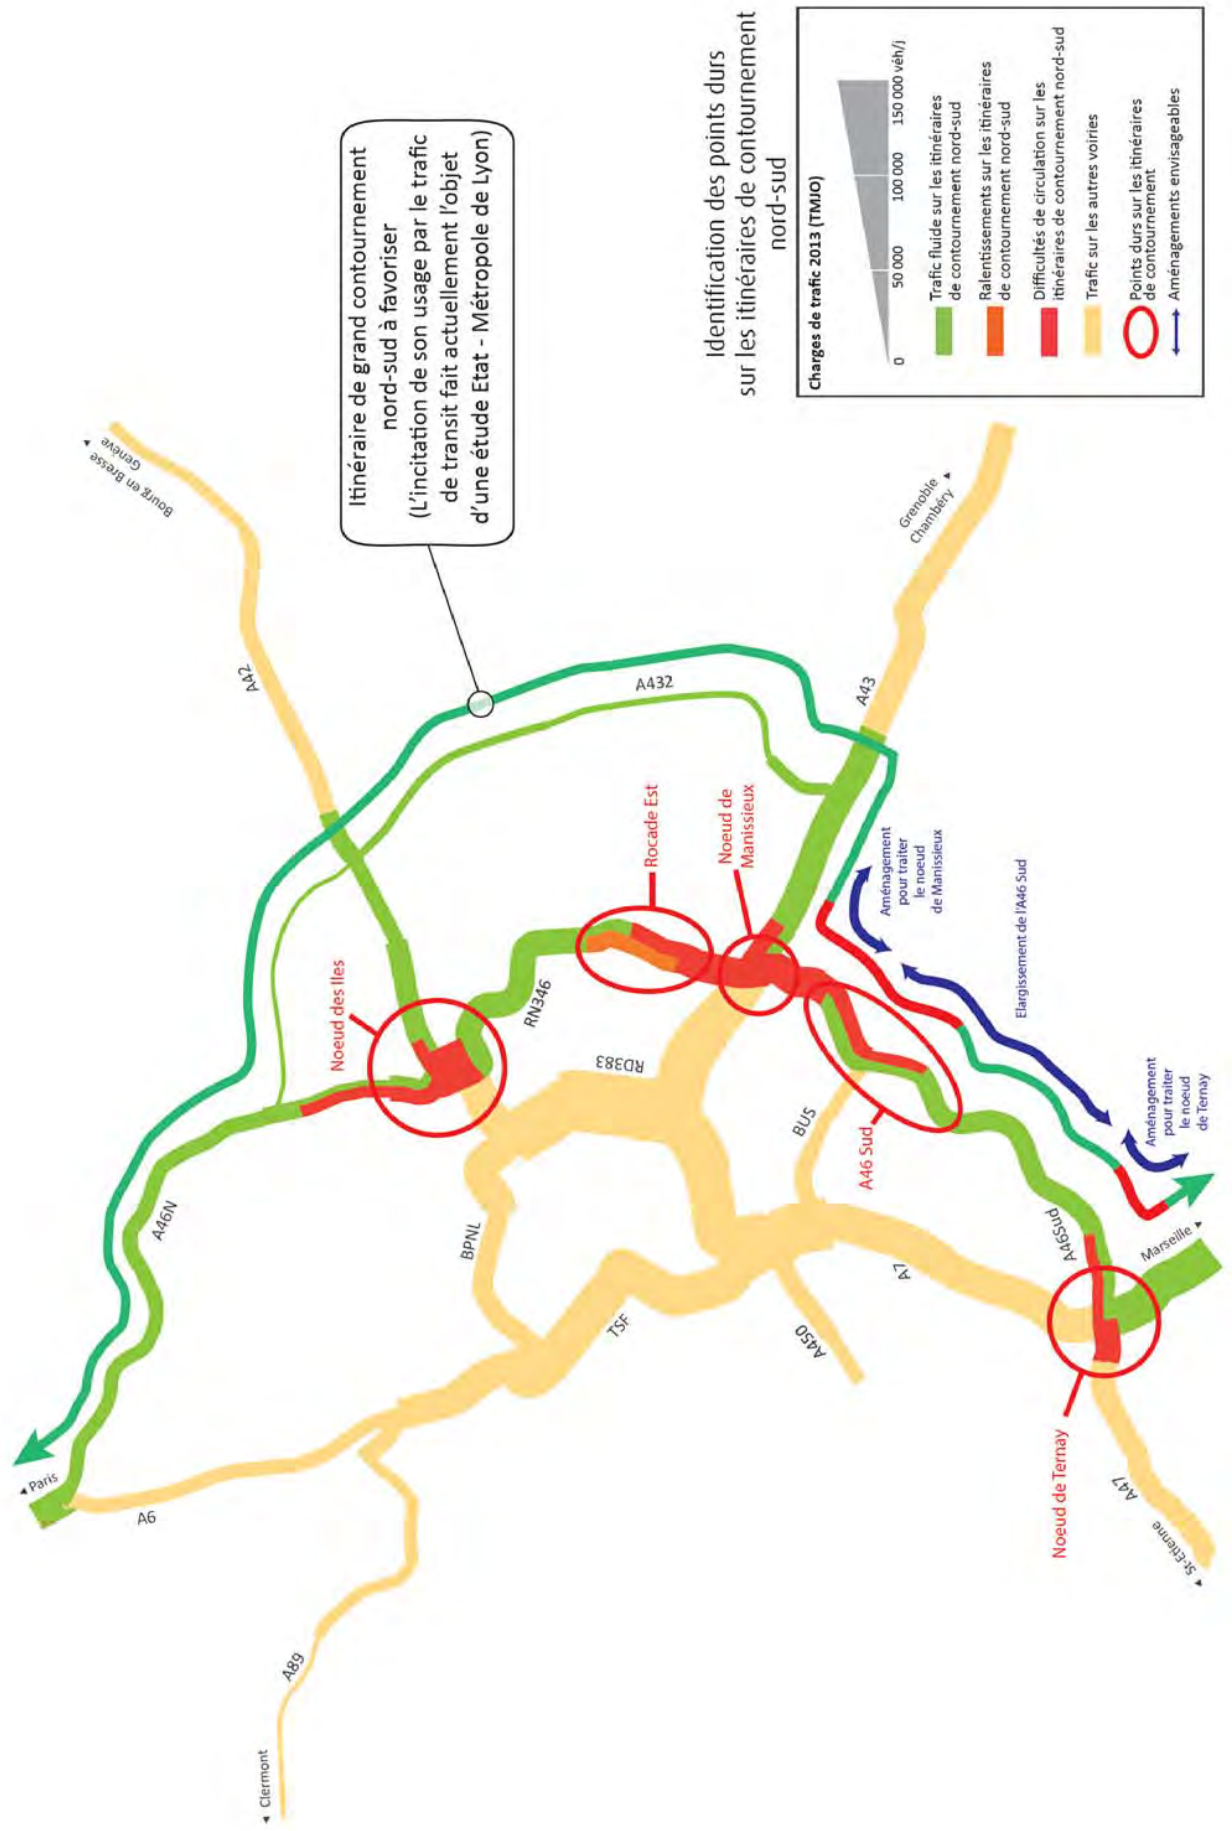 Identification des points durs
sur les itinéraires de contournement
nord-sud
Charges de trafic 2013 (TMJO)
0
50 000
100 000
150 000 véh/j
Trafic fluide sur les itinéraires
de contournement nord-sud
Ralentissements sur les itinéraires
de contournement nord-sud
Difficultés de circulation sur les
itinéraires de contournement nord-sud
Trafic sur les autres voiries
Points durs sur les itinéraires
de contournement
Aménagements envisageables
Itinéraire de grand contournement
nord-sud à favoriser
(L'incitation de son usage par le trafic
de transit fait actuellement l'objet
d'une étude Etat - Métropole de Lyon)
Paris
A6
A46N
Clermont
A89
Bourg en Bresse
Genève
A42
Noeud des Iles
RN346
A432
Rocade Est
Noeud de
Manissieux
A43
Grenoble
Chambéry
RD383
BPNL
TSF
BUS
A46 Sud
A450
A7
A46Sud
Marseille
Noeud de Ternay
A47
St-Etienne
Aménagement
pour traiter
le noeud
de Manissieux
Elargissement de l'A46 Sud
Aménagement
pour traiter
le noeud
de Ternay